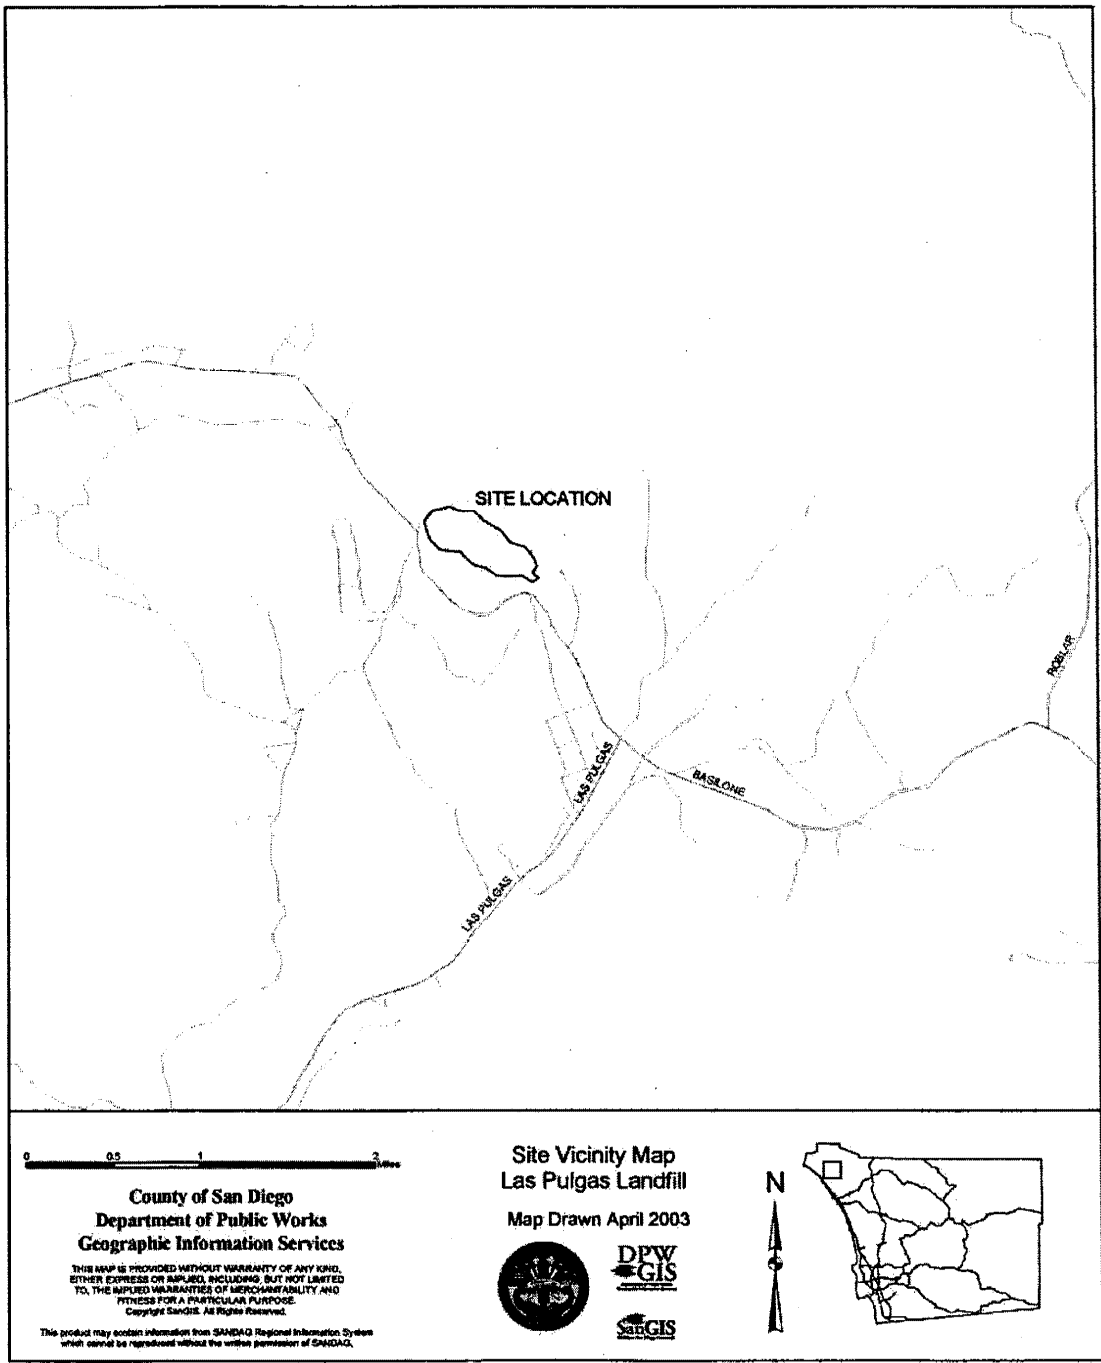 SITE LOCATION
ROBLAR
LAS PULGAS
BASILONE
LAS PULGAS
0 0.5 1 2 Miles
County of San Diego
Department of Public Works
Geographic Information Services
THIS MAP IS PROVIDED WITHOUT WARRANTY OF ANY KIND,
EITHER EXPRESS OR IMPLIED, INCLUDING, BUT NOT LIMITED
TO, THE IMPLIED WARRANTIES OF MERCHANTABILITY AND
FITNESS FOR A PARTICULAR PURPOSE.
Copyright SanGIS. All Rights Reserved.
This product may contain information from SANDAG Regional Information System
which cannot be reproduced without the written permission of SANDAG.
Site Vicinity Map
Las Pulgas Landfill
Map Drawn April 2003
DPW
GIS
SanGIS
N